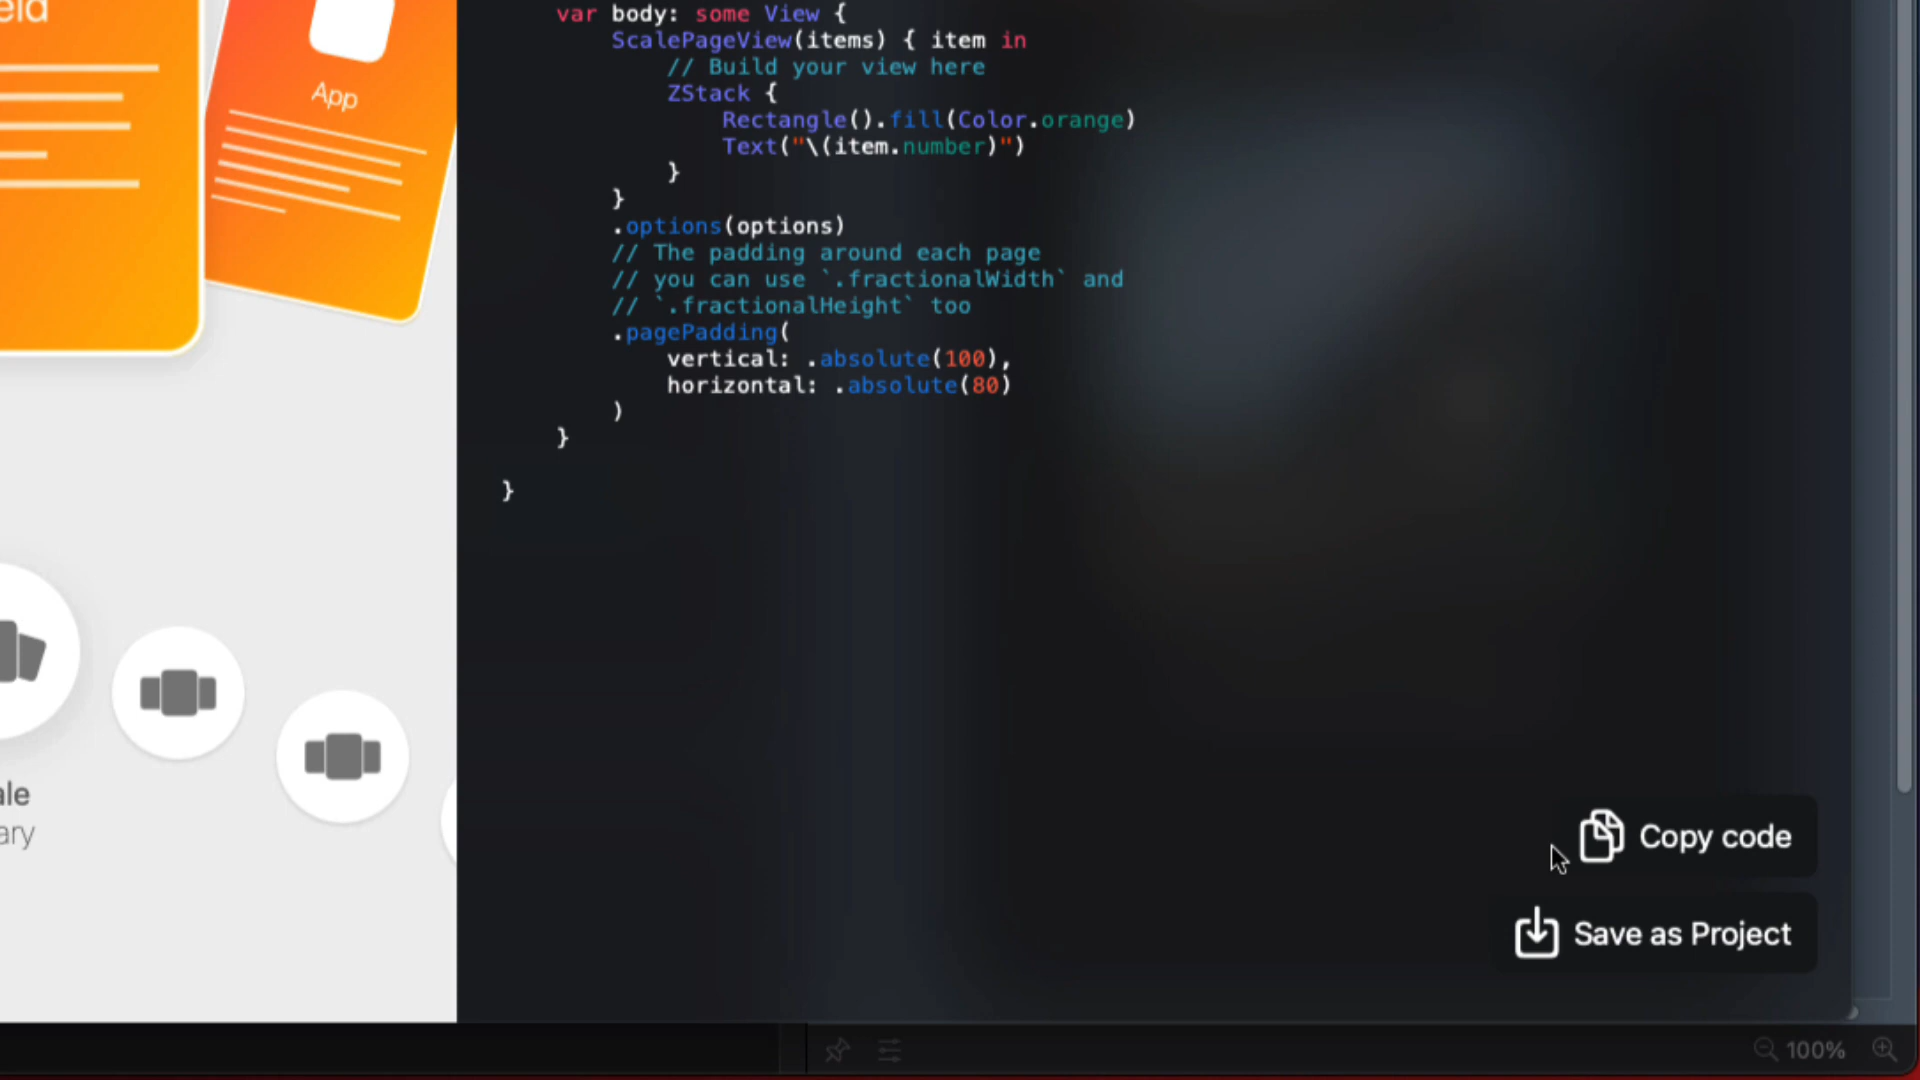 eld
App
ale
ary
var body: some View {
ScalePageView(items) { item in
// Build your view here
ZStack {
Rectangle().fill(Color.orange)
Text("\(item.number)")
}
}
.options(options)
// The padding around each page
// you can use `.fractionalWidth` and
// `.fractionalHeight` too
.pagePadding(
vertical: .absolute(100),
horizontal: .absolute(80)
)
}
}
Copy code
Save as Project
100%